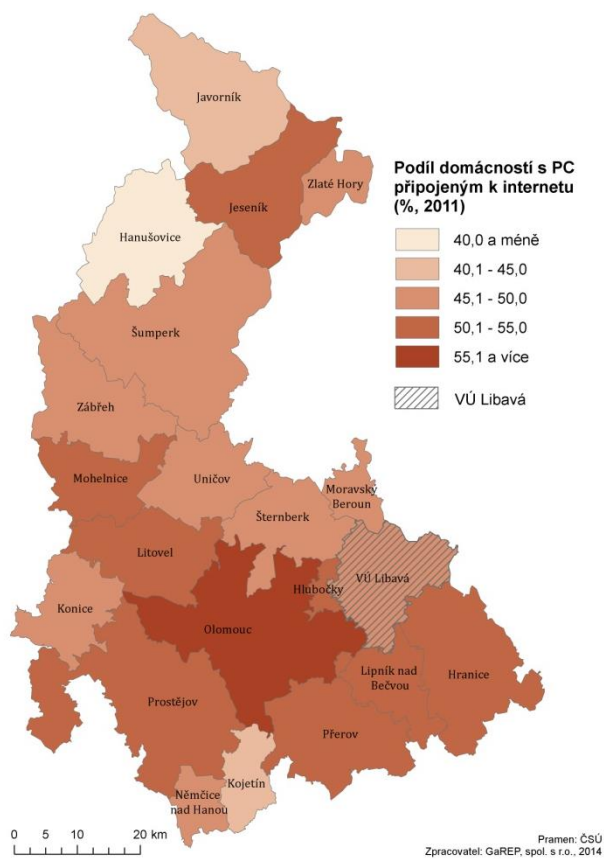 Javorník
Zlaté Hory
Jeseník
Hanušovice
Podíl domácností s PC
připojeným k internetu
(%, 2011)
40,0 a méně
40,1 - 45,0
45,1 - 50,0
50,1 - 55,0
55,1 a více
VÚ Libavá
Šumperk
Zábřeh
Mohelnice
Uničov
Moravský
Beroun
Šternberk
Litovel
VÚ Libavá
Hlubočky
Konice
Olomouc
Lipník nad
Bečvou
Hranice
Prostějov
Přerov
Kojetín
Němčice
nad Hanou
0 5 10 20 km
Pramen: ČSÚ
Zpracovatel: GaREP, spol. s r.o., 2014